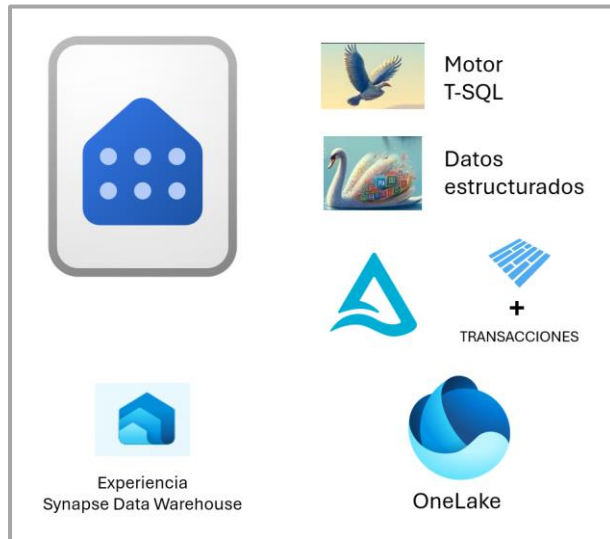 Motor
T-SQL
Datos
estructurados
+
TRANSACCIONES
Experiencia
Synapse Data Warehouse
OneLake